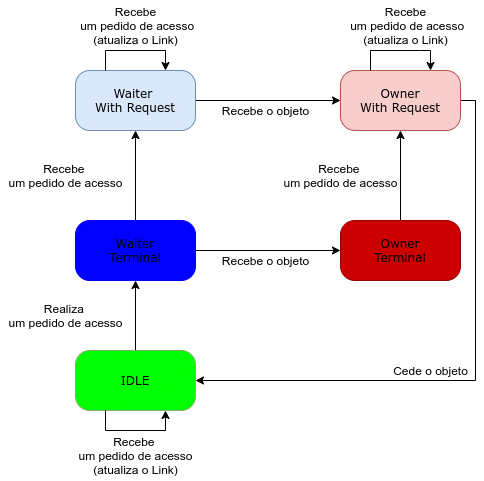 Recebe
um pedido de acesso
(atualiza o Link)
Recebe
um pedido de acesso
(atualiza o Link)
Waiter
With Request
Recebe o objeto
Owner
With Request
Recebe
um pedido de acesso
Recebe
um pedido de acesso
Waiter
Terminal
Recebe o objeto
Owner
Terminal
Realiza
um pedido de acesso
IDLE
Cede o objeto
Recebe
um pedido de acesso
(atualiza o Link)